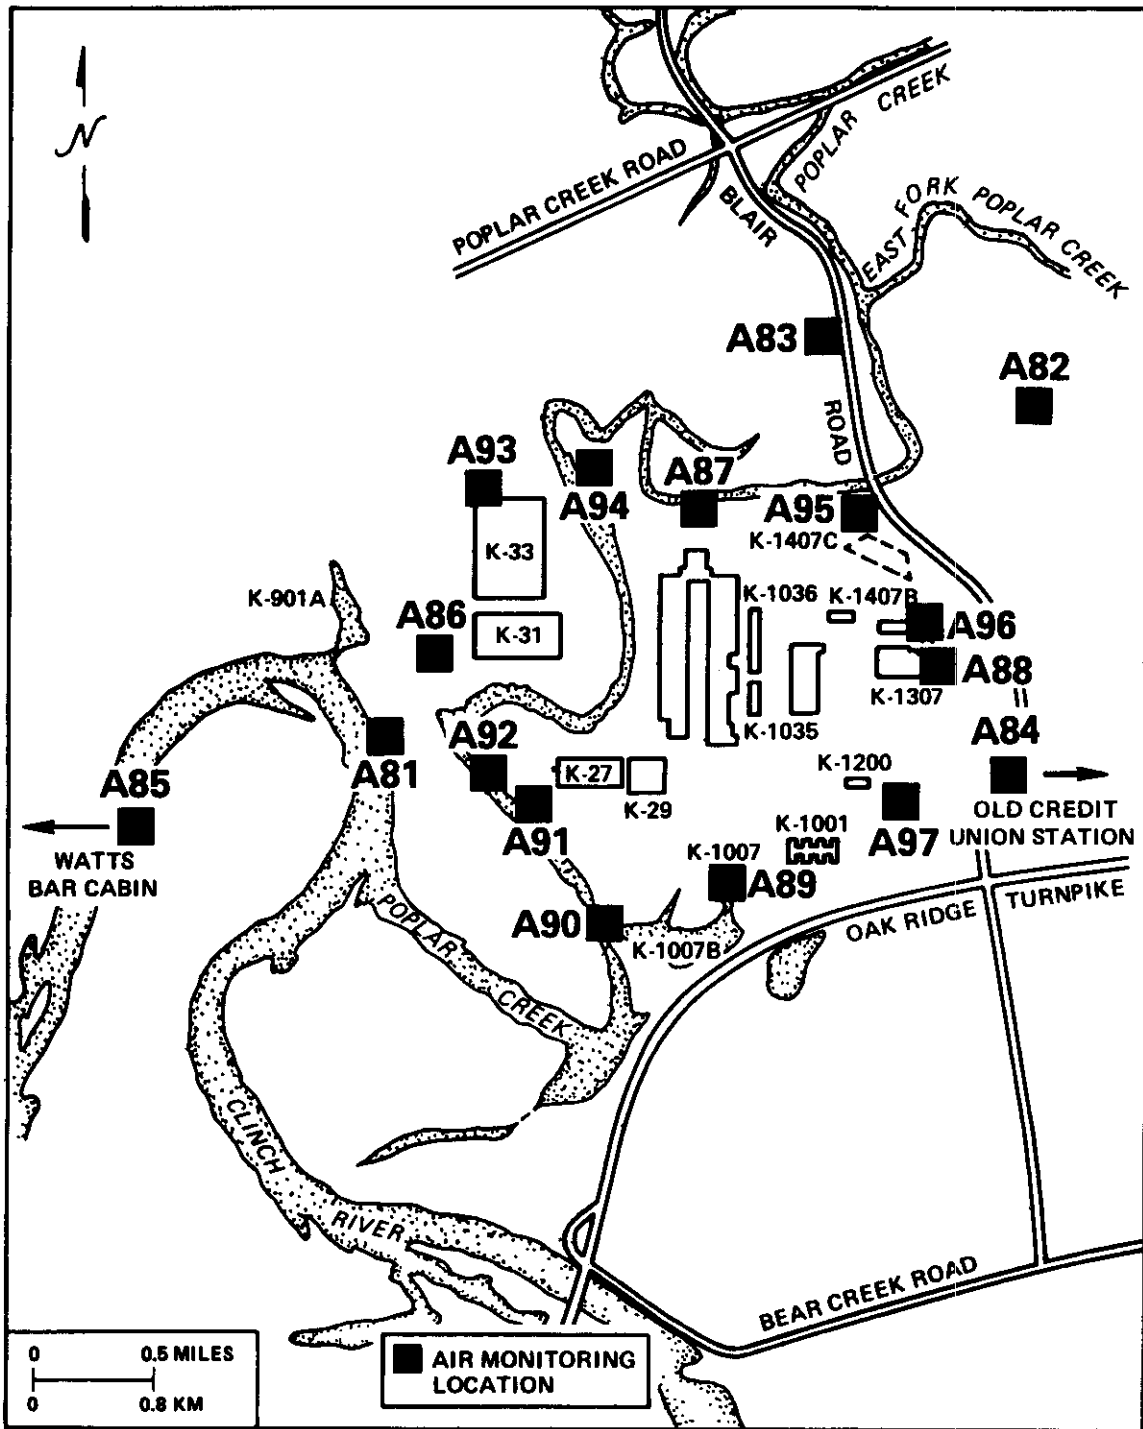 N
POPLAR CREEK ROAD
CREEK
POPLAR
BLAIR
EAST FORK POPLAR CREEK
A83
A82
ROAD
A93
A94
A87
A95
K-1407C
K-33
K-901A
A86
K-31
K-1036
K-1407B
A96
A88
K-1307
K-1035
A92
A81
A84
A85
K-27
K-29
K-1200
OLD CREDIT
UNION STATION
A91
A97
WATTS
BAR CABIN
K-1001
K-1007
A89
A90
K-1007B
OAK RIDGE TURNPIKE
POPLAR
CREEK
CLINCH
RIVER
BEAR CREEK ROAD
0 0.5 MILES
0 0.8 KM
AIR MONITORING
LOCATION